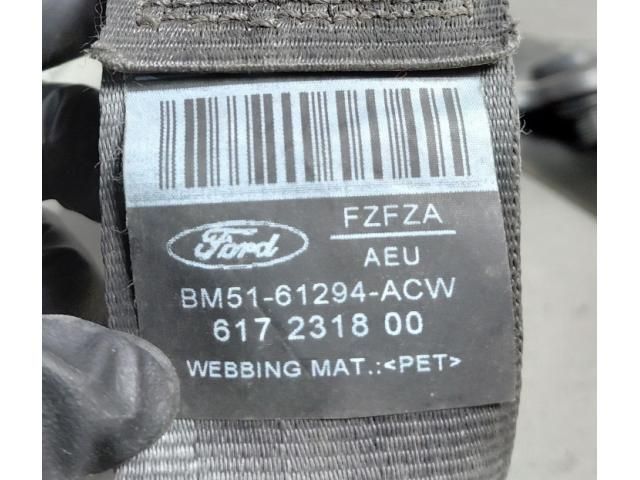 Ford
FZFZA
AEU
BM51-61294-ACW
617 2318 00
WEBBING MAT.:<PET>